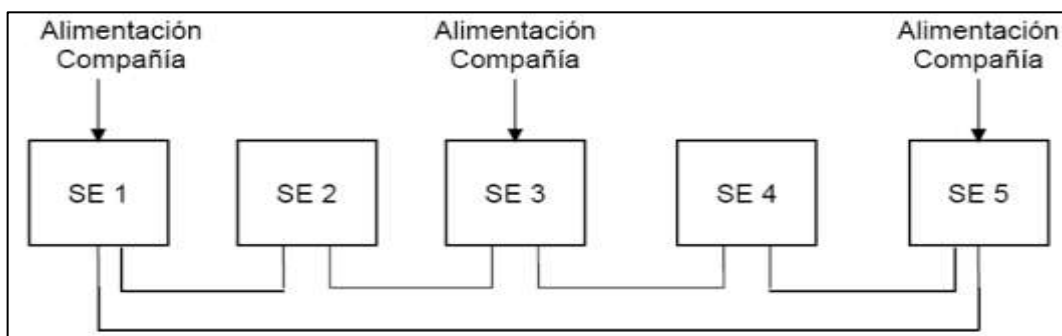 Alimentación
Compañía
Alimentación
Compañía
Alimentación
Compañía
SE 1
SE 2
SE 3
SE 4
SE 5